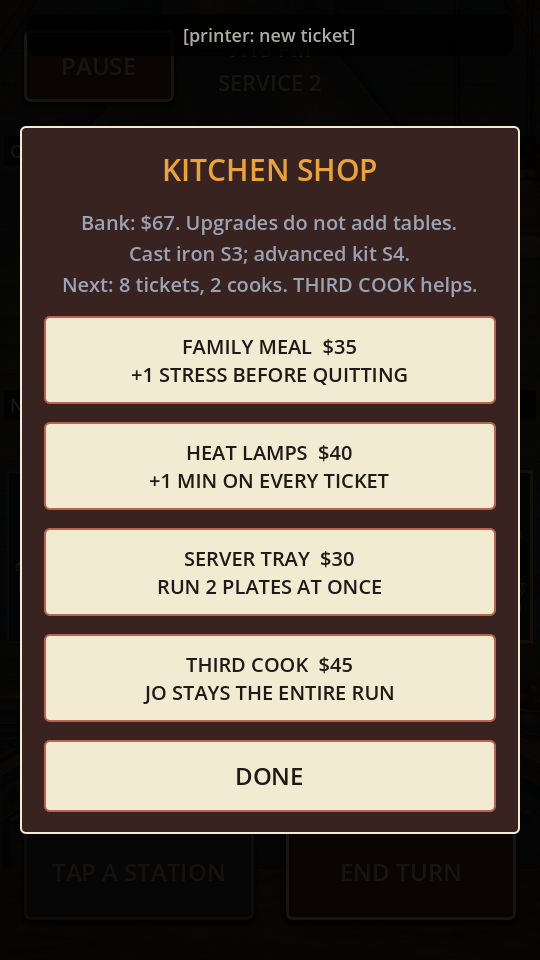 [printer: new ticket]
PAUSE
SERVICE 2
KITCHEN SHOP
Bank: $67. Upgrades do not add tables.
Cast iron S3; advanced kit S4.
Next: 8 tickets, 2 cooks. THIRD COOK helps.
FAMILY MEAL $35
+1 STRESS BEFORE QUITTING
HEAT LAMPS $40
+1 MIN ON EVERY TICKET
SERVER TRAY $30
RUN 2 PLATES AT ONCE
THIRD COOK $45
JO STAYS THE ENTIRE RUN
DONE
TAP A STATION
END TURN